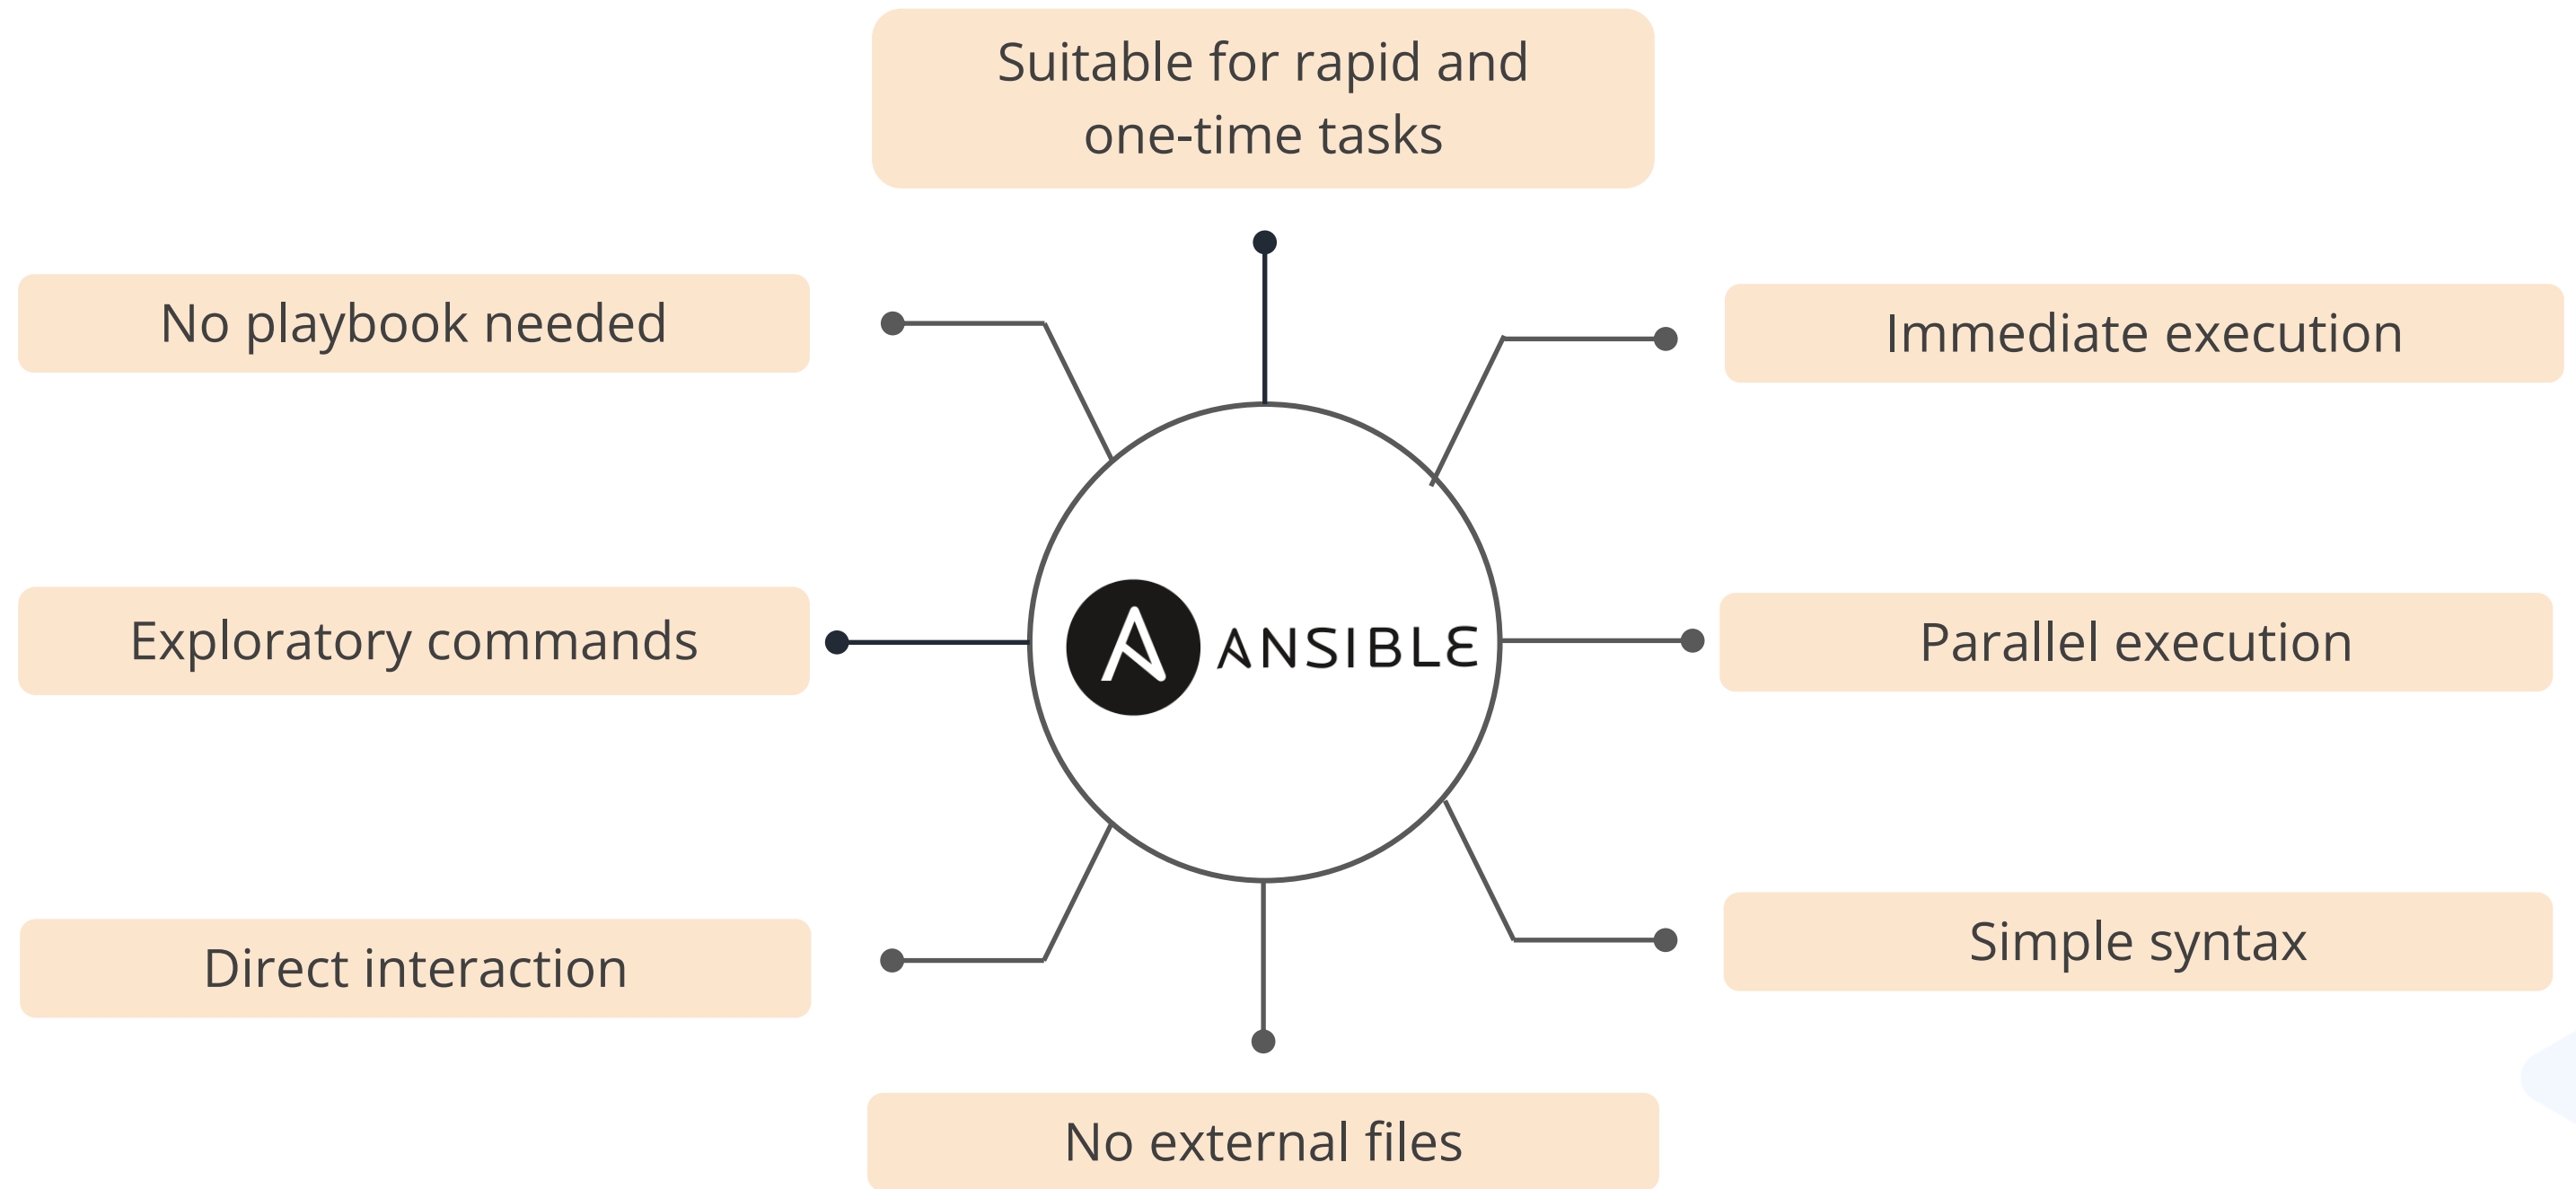 Suitable for rapid and
one-time tasks
No playbook needed
Immediate execution
Exploratory commands
ANSIBLE
Parallel execution
Direct interaction
Simple syntax
No external files